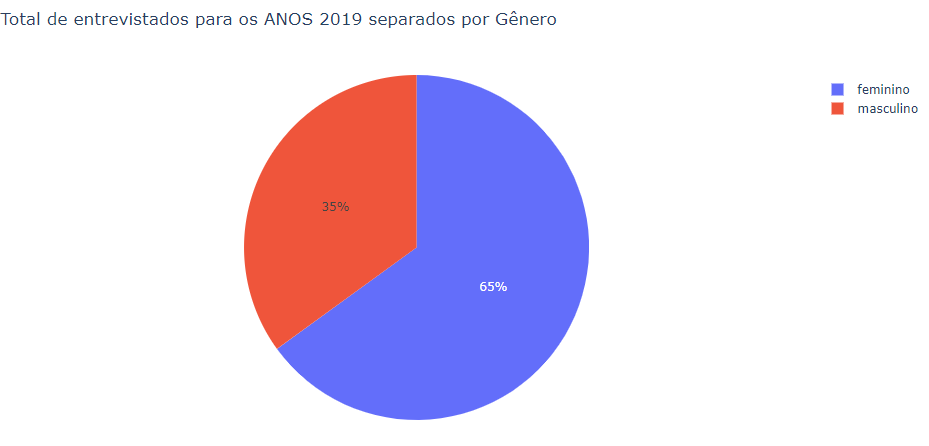 Total de entrevistados para os ANOS 2019 separados por Gênero
feminino
masculino
35%
65%